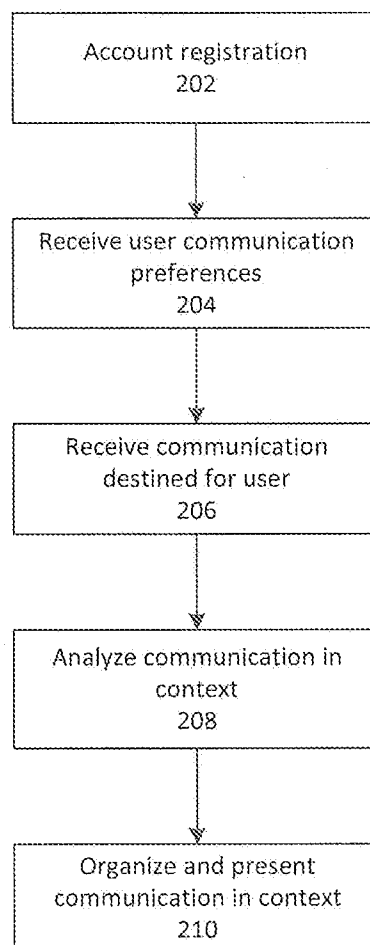 Account registration
202
Receive user communication
preferences
204
Receive communication
destined for user
206
Analyze communication in
context
208
Organize and present
communication in context
210